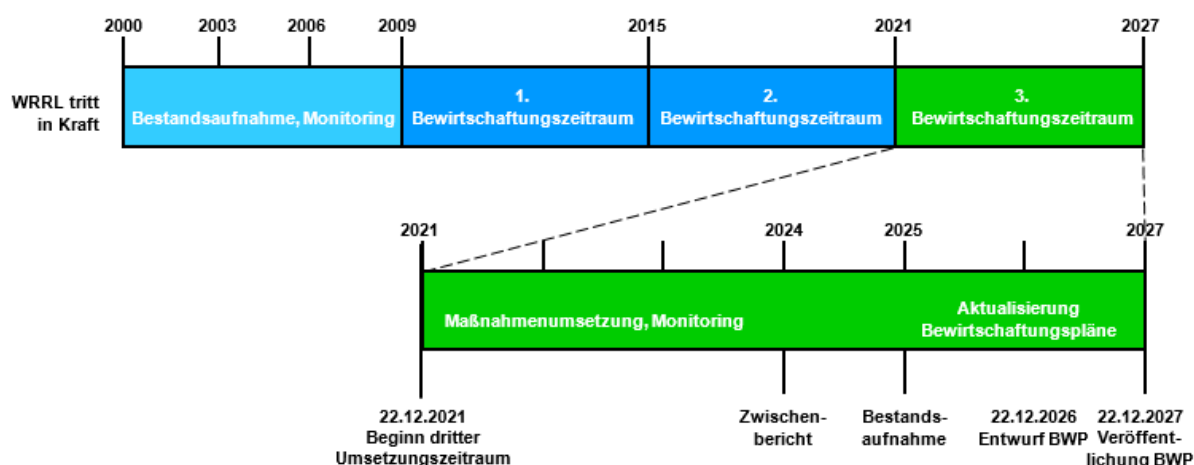 2000 2003 2006 2009 2015 2021 2027
WRRL tritt
in Kraft
Bestandsaufnahme, Monitoring
1.
Bewirtschaftungszeitraum
2.
Bewirtschaftungszeitraum
3.
Bewirtschaftungszeitraum
2021 2024 2025 2027
Maßnahmenumsetzung, Monitoring
Aktualisierung
Bewirtschaftungspläne
22.12.2021
Beginn dritter
Umsetzungszeitraum
Zwischen-
bericht
Bestands-
aufnahme
22.12.2026
Entwurf BWP
22.12.2027
Veröffent-
lichung BWP